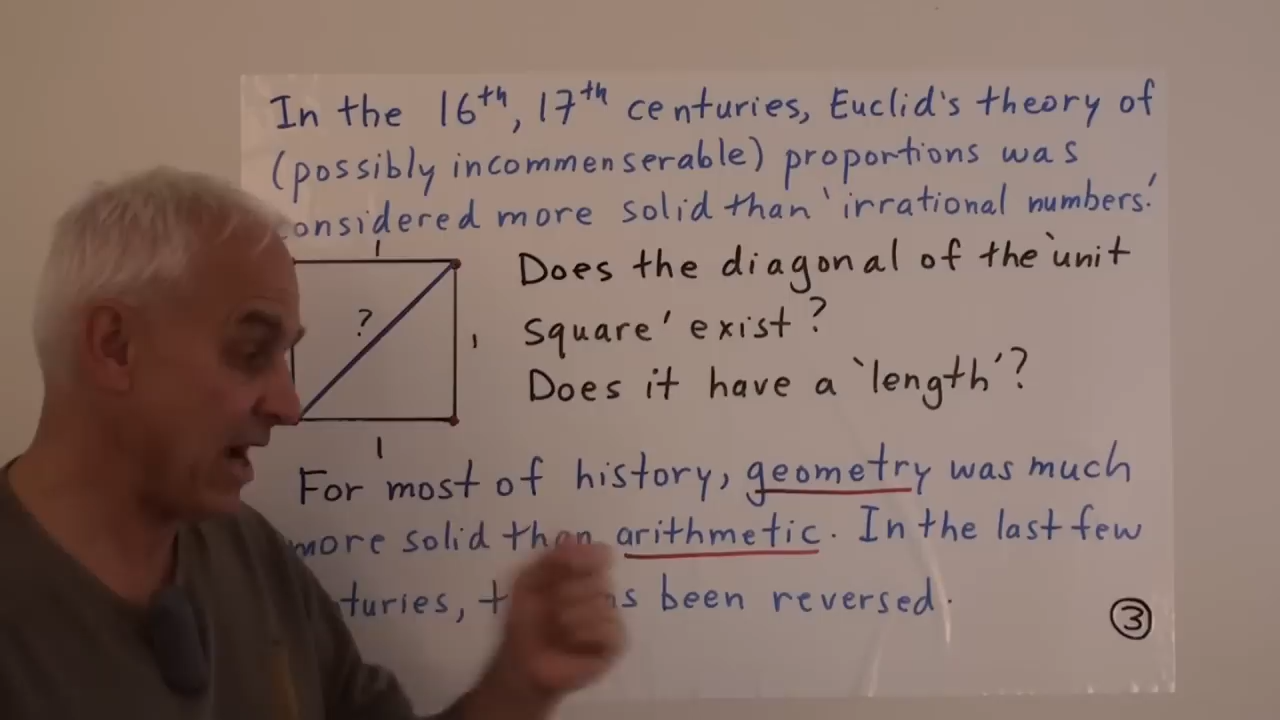 In the 16th, 17th centuries, Euclid's theory of
(possibly incommenserable) proportions was
onsidered more solid than 'irrational numbers.'
1
Does the diagonal of the 'unit
?
1
square' exist?
Does it have a 'length'?
1
For most of history, geometry was much
more solid than arithmetic. In the last few
turies, been reversed.
3